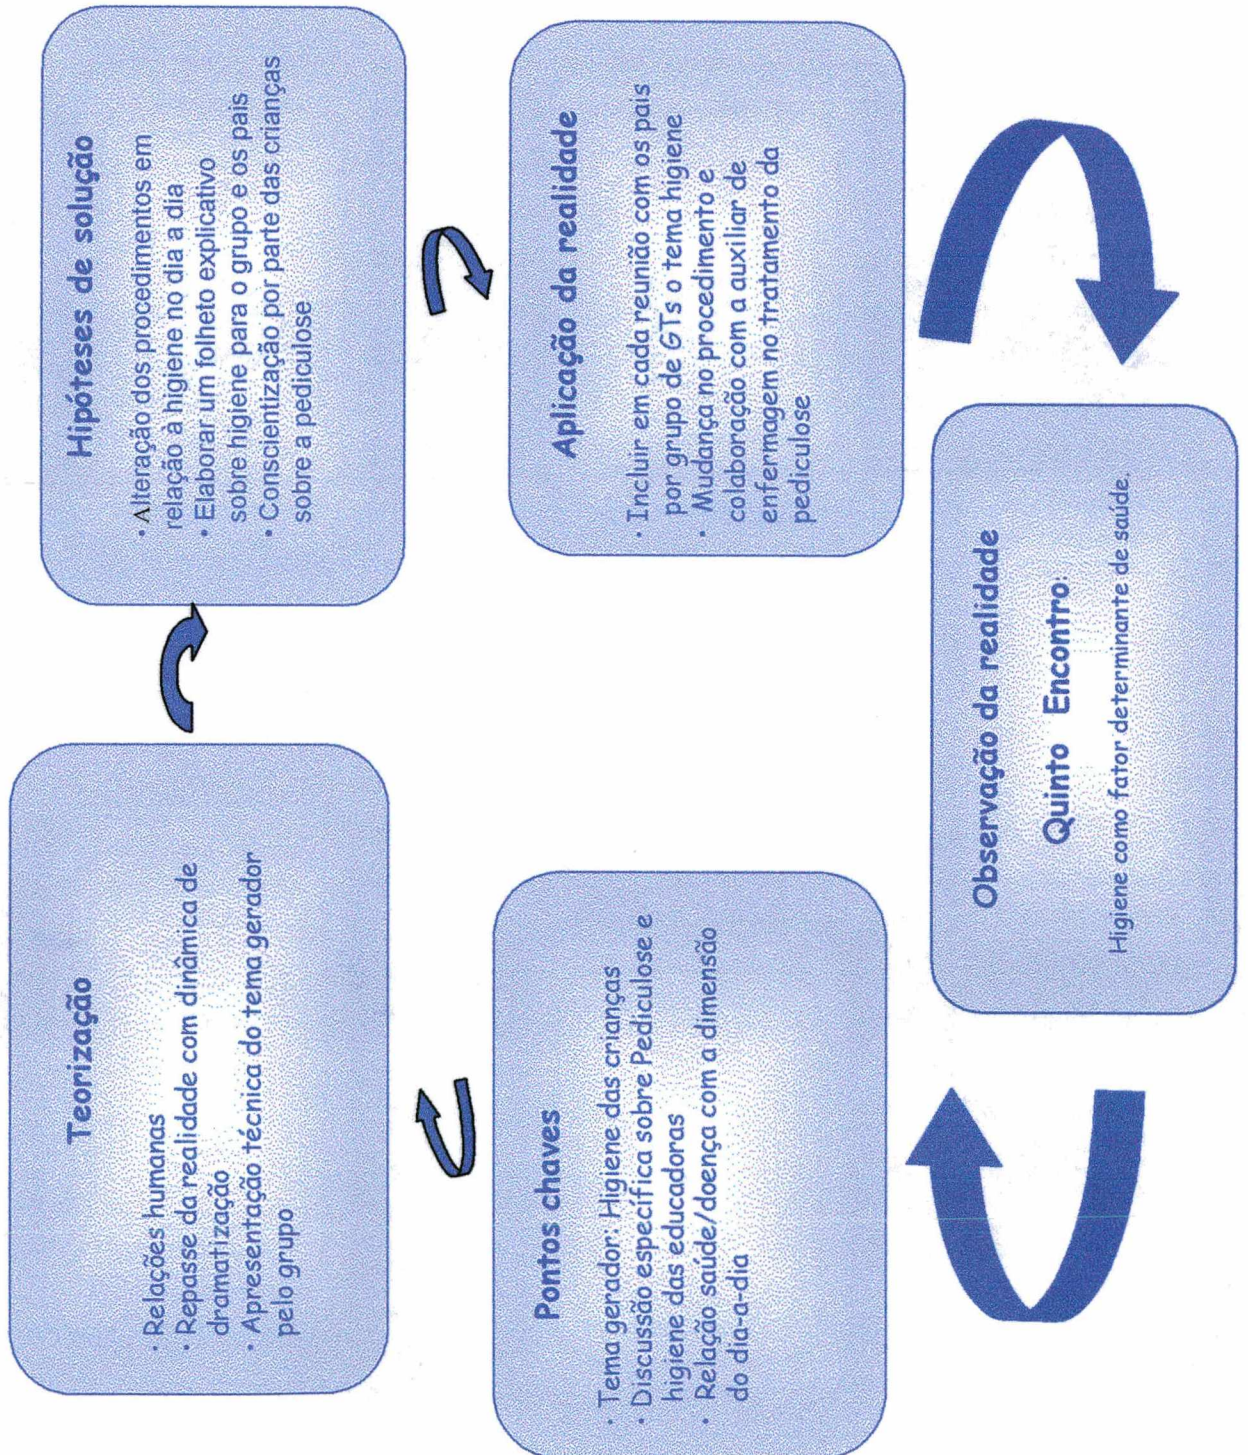 Teorização
· Relações humanas
· Repasse da realidade com dinâmica de
dramatização
· Apresentação técnica do tema gerador
pelo grupo
Hipóteses de solução
· Alteração dos procedimentos em
relação à higiene no dia a dia
· Elaborar um folheto explicativo
sobre higiene para o grupo e os pais
· Conscientização por parte das crianças
sobre a pediculose
Pontos chaves
· Tema gerador: Higiene das crianças
· Discussão específica sobre Pediculose e
higiene das educadoras
· Relação saúde/doença com a dimensão
do dia-a-dia
Aplicação da realidade
· Incluir em cada reunião com os pais
por grupo de GTs o tema higiene
· Mudança no procedimento e
colaboração com a auxiliar de
enfermagem no tratamento da
pediculose
Observação da realidade
Quinto Encontro:
Higiene como fator determinante de saúde.